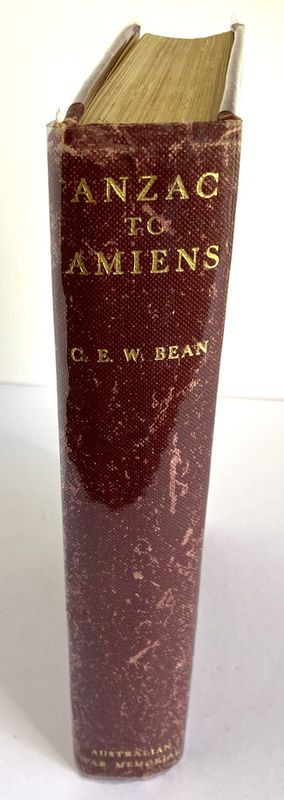 ANZAC
TO
AMIENS
C. E. W. BEAN
AUSTRALIAN
WAR MEMORIAL